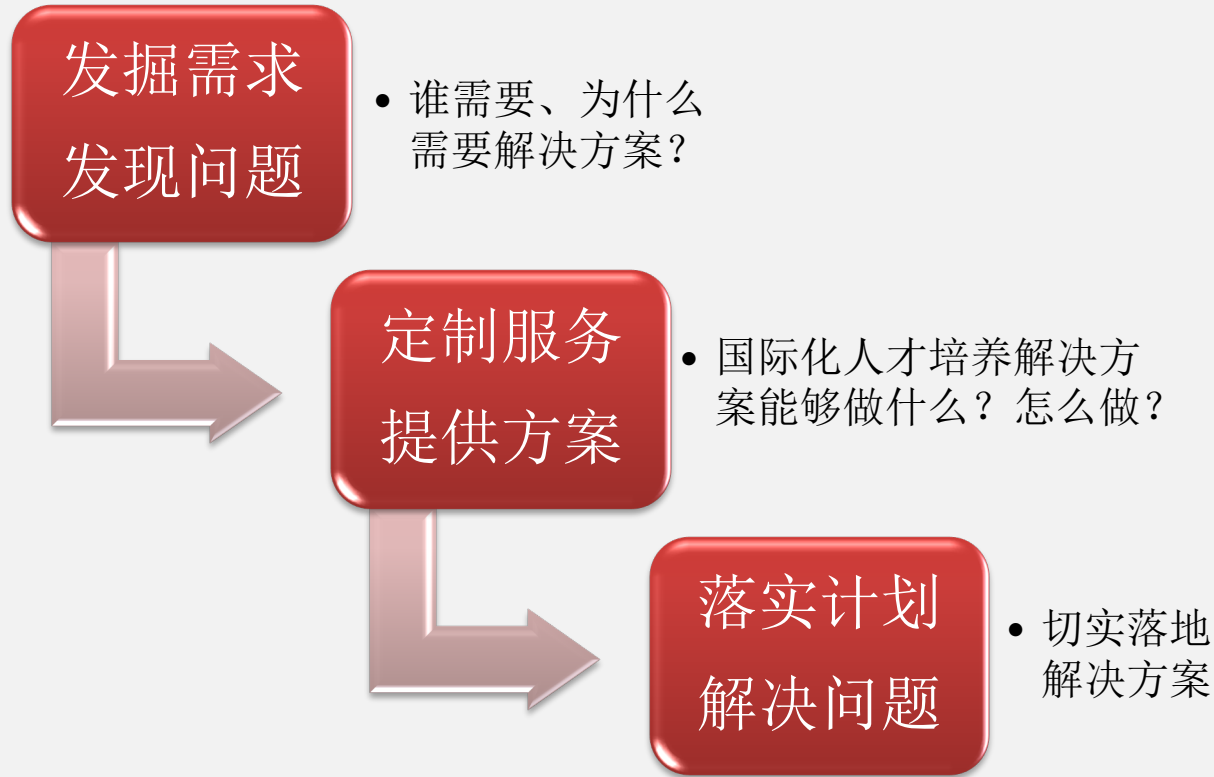 发掘需求
发现问题
• 谁需要、为什么
需要解决方案？
定制服务
提供方案
• 国际化人才培养解决方
案能够做什么？怎么做？
落实计划
解决问题
• 切实落地
解决方案